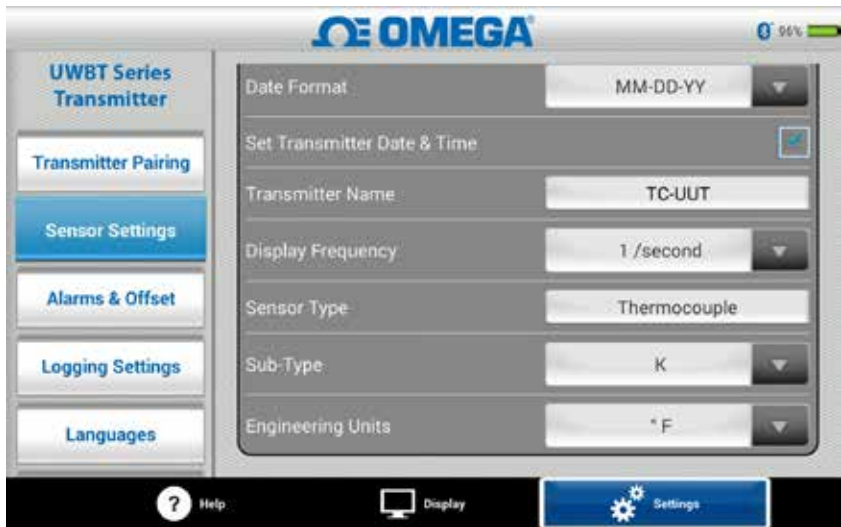 OMEGA
96%
UWBT Series
Transmitter
Transmitter Pairing
Sensor Settings
Alarms & Offset
Logging Settings
Languages
Date Format
MM-DD-YY
Set Transmitter Date & Time
Transmitter Name
TC-UUT
Display Frequency
1 /second
Sensor Type
Thermocouple
Sub-Type
K
Engineering Units
° F
? Help
Display
Settings